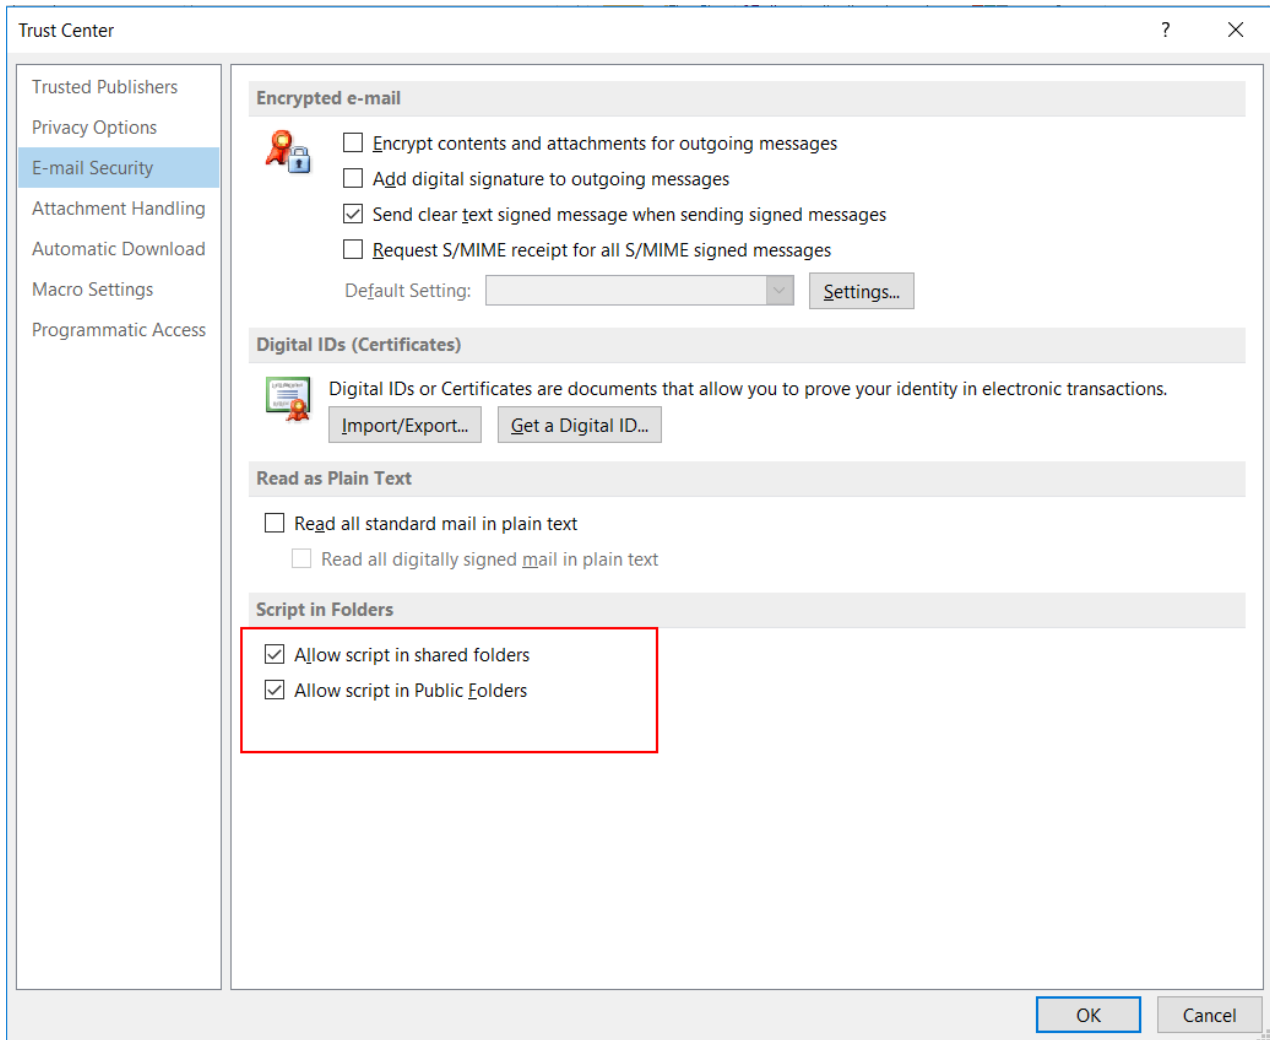 Trust Center
?
Trusted Publishers
Privacy Options
E-mail Security
Attachment Handling
Automatic Download
Macro Settings
Programmatic Access
Encrypted e-mail
Encrypt contents and attachments for outgoing messages
Add digital signature to outgoing messages
Send clear text signed message when sending signed messages
Request S/MIME receipt for all S/MIME signed messages
Default Setting:
Settings...
Digital IDs (Certificates)
Digital IDs or Certificates are documents that allow you to prove your identity in electronic transactions.
Import/Export...
Get a Digital ID...
Read as Plain Text
Read all standard mail in plain text
Read all digitally signed mail in plain text
Script in Folders
Allow script in shared folders
Allow script in Public Folders
OK
Cancel